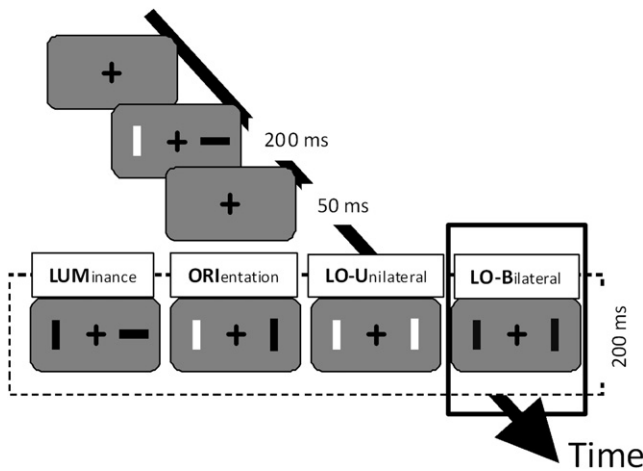 200 ms
50 ms
LUMinance
ORIentation
LO-Unilateral
LO-Bilateral
200 ms
Time